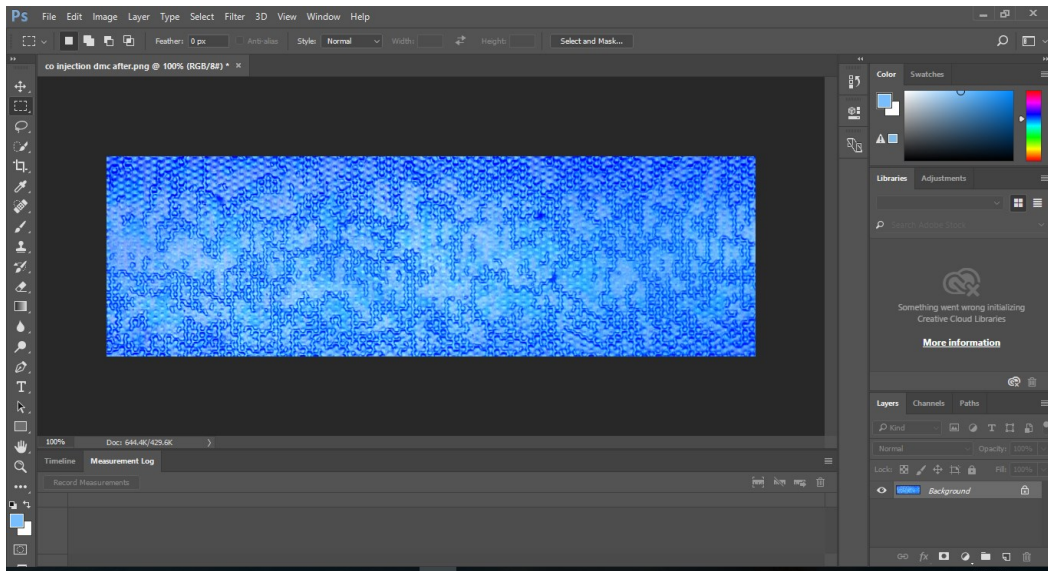 Ps File Edit Image Layer Type Select Filter 3D View Window Help
Feather: 0 px Anti-alias Style: Normal Width: Height: Select and Mask...
co injection dmc after.png @ 100% (RGB/8#) * ×
Color Swatches
Libraries Adjustments
Search Adobe Stock
Something went wrong initializing
Creative Cloud Libraries
More information
Layers Channels Paths
Kind
Normal Opacity: 100%
Lock: Fill: 100%
Background
100% Doc: 644.4K/429.6K
Timeline Measurement Log
Record Measurements